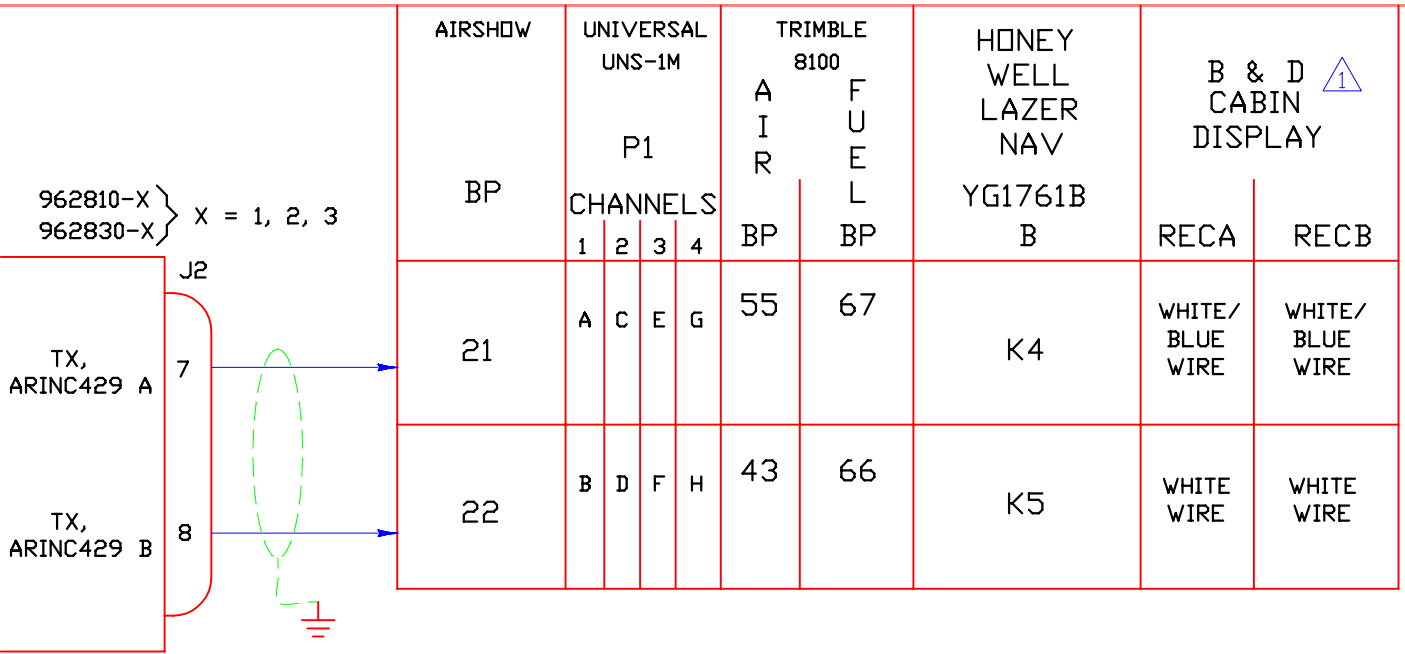 AIRSHOW
BP
UNIVERSAL
UNS-1M
P1
CHANNELS
1 2 3 4
TRIMBLE
8100
AIR
FUEL
BP BP
HONEY
WELL
LAZER
NAV
YG1761B
B
B & D 1
CABIN
DISPLAY
RECA RECB
962810-X
962830-X } X = 1, 2, 3
J2
TX,
ARINC429 A
7
21
A C E G
55 67
K4
WHITE/
BLUE
WIRE
WHITE/
BLUE
WIRE
TX,
ARINC429 B
8
22
B D F H
43 66
K5
WHITE
WIRE
WHITE
WIRE